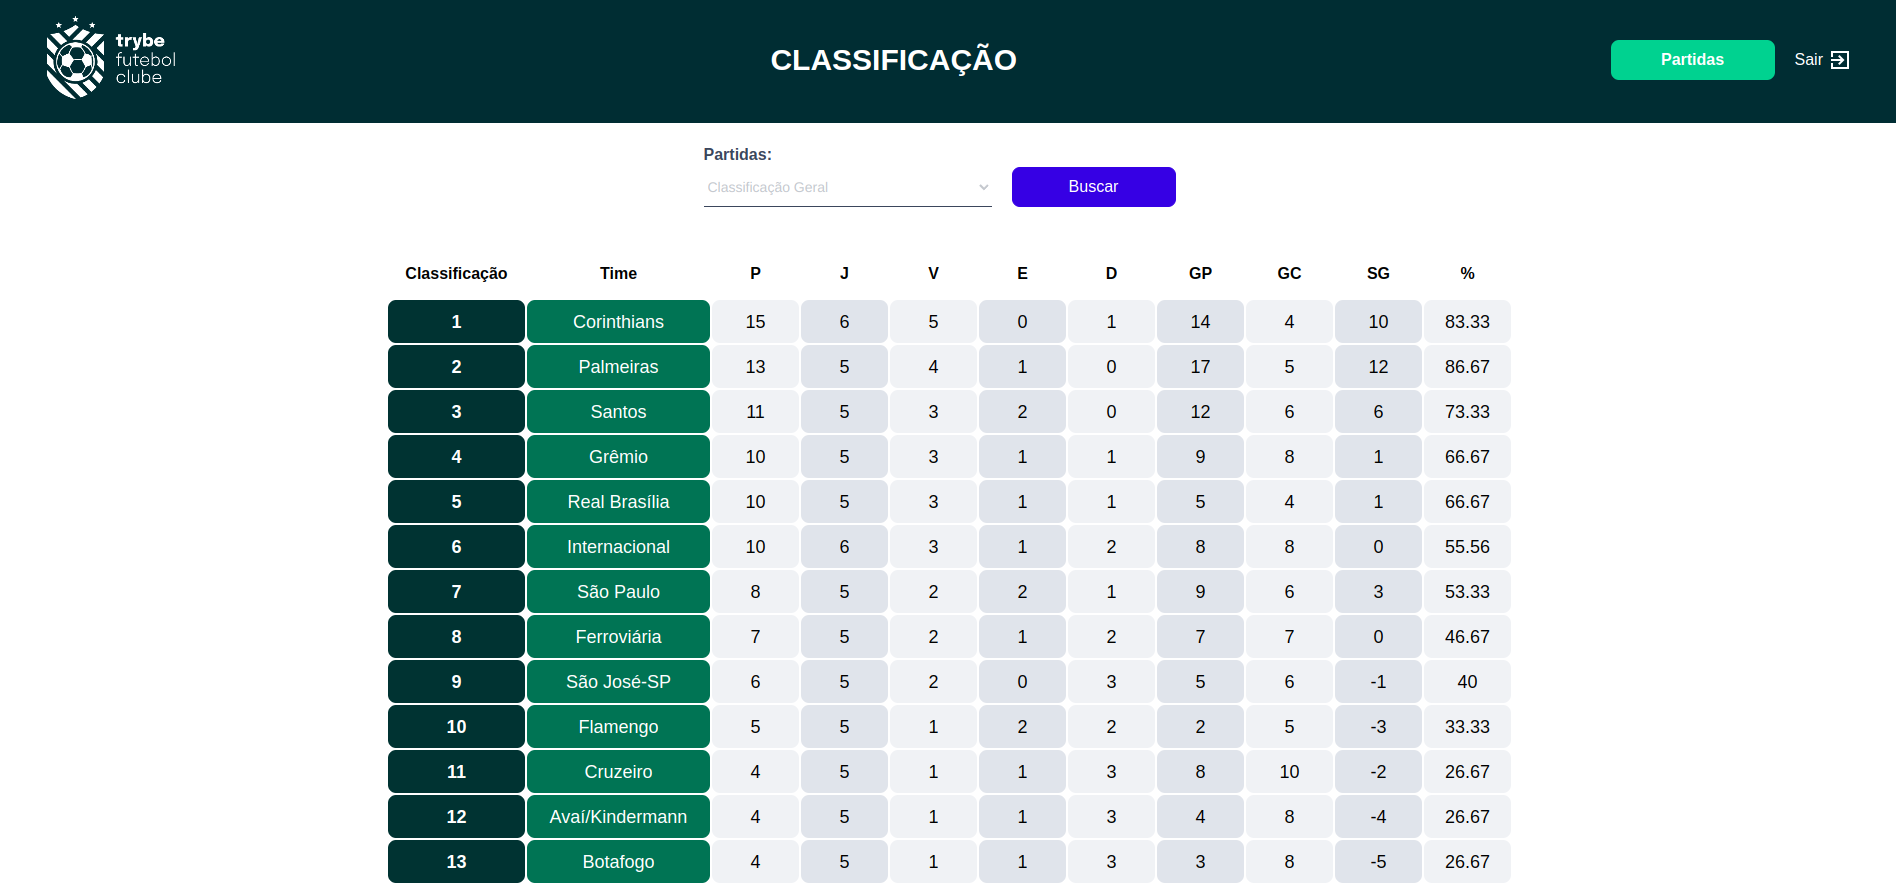 trybe
futebol
clube
CLASSIFICAÇÃO
Partidas
Sair
Partidas:
Classificação Geral
Buscar
Classificação Time P J V E D GP GC SG %
1 Corinthians 15 6 5 0 1 14 4 10 83.33
2 Palmeiras 13 5 4 1 0 17 5 12 86.67
3 Santos 11 5 3 2 0 12 6 6 73.33
4 Grêmio 10 5 3 1 1 9 8 1 66.67
5 Real Brasília 10 5 3 1 1 5 4 1 66.67
6 Internacional 10 6 3 1 2 8 8 0 55.56
7 São Paulo 8 5 2 2 1 9 6 3 53.33
8 Ferroviária 7 5 2 1 2 7 7 0 46.67
9 São José-SP 6 5 2 0 3 5 6 -1 40
10 Flamengo 5 5 1 2 2 2 5 -3 33.33
11 Cruzeiro 4 5 1 1 3 8 10 -2 26.67
12 Avaí/Kindermann 4 5 1 1 3 4 8 -4 26.67
13 Botafogo 4 5 1 1 3 3 8 -5 26.67